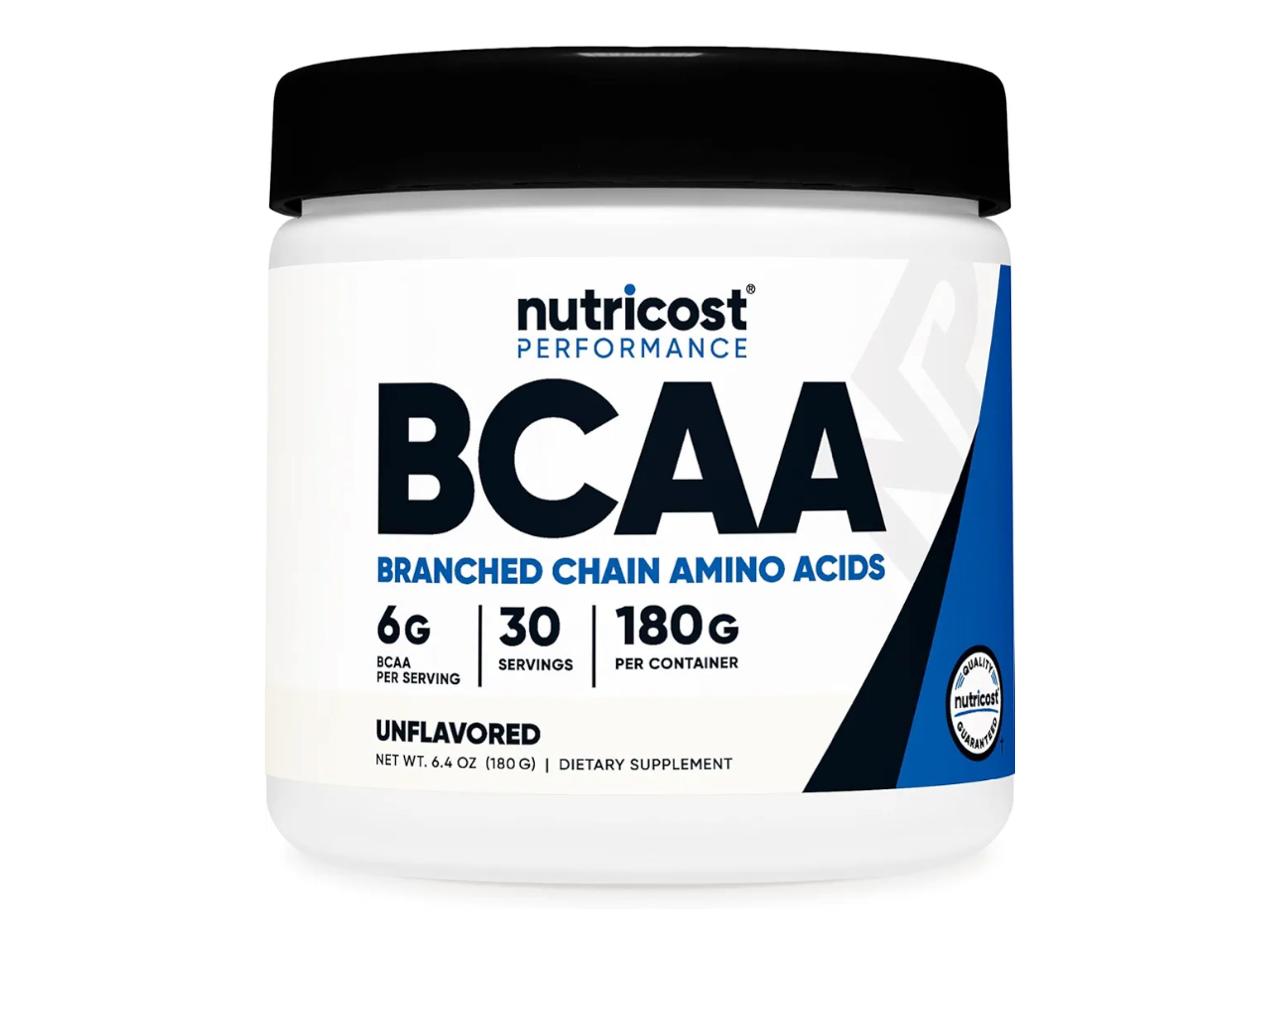 nutricost®
PERFORMANCE
BCAA
BRANCHED CHAIN AMINO ACIDS
6G
BCAA
PER SERVING
30
SERVINGS
180G
PER CONTAINER
UNFLAVORED
NET WT. 6.4 OZ (180 G) | DIETARY SUPPLEMENT
QUALITY
nutricost
GUARANTEED
†